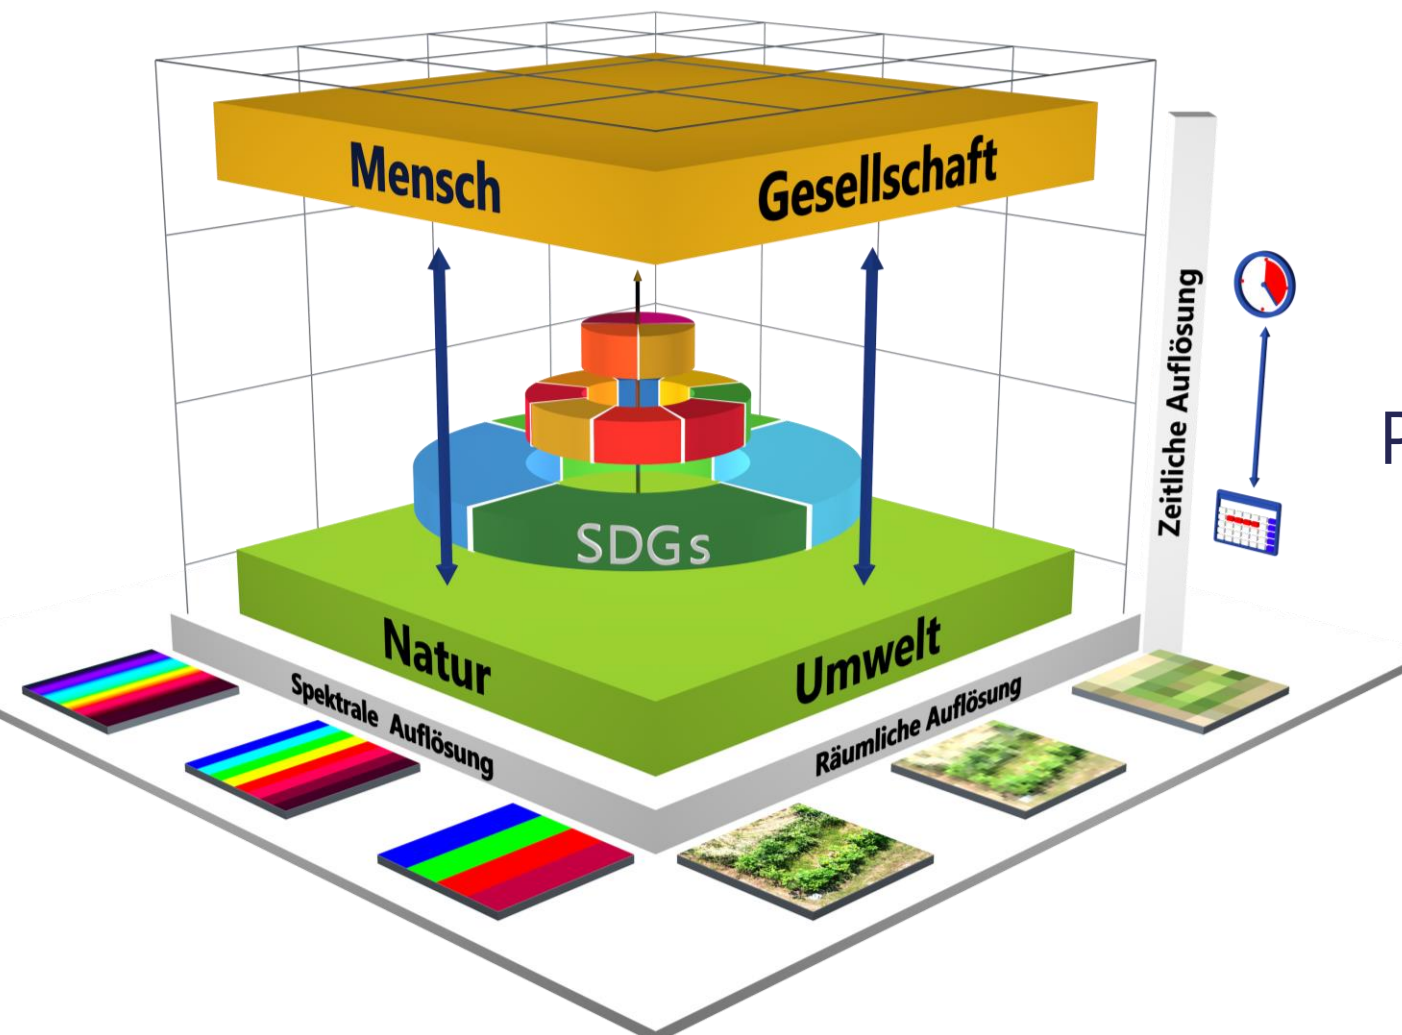 Mensch
Gesellschaft
SDGs
Natur
Umwelt
Spektrale Auflösung
Räumliche Auflösung
Zeitliche Auflösung